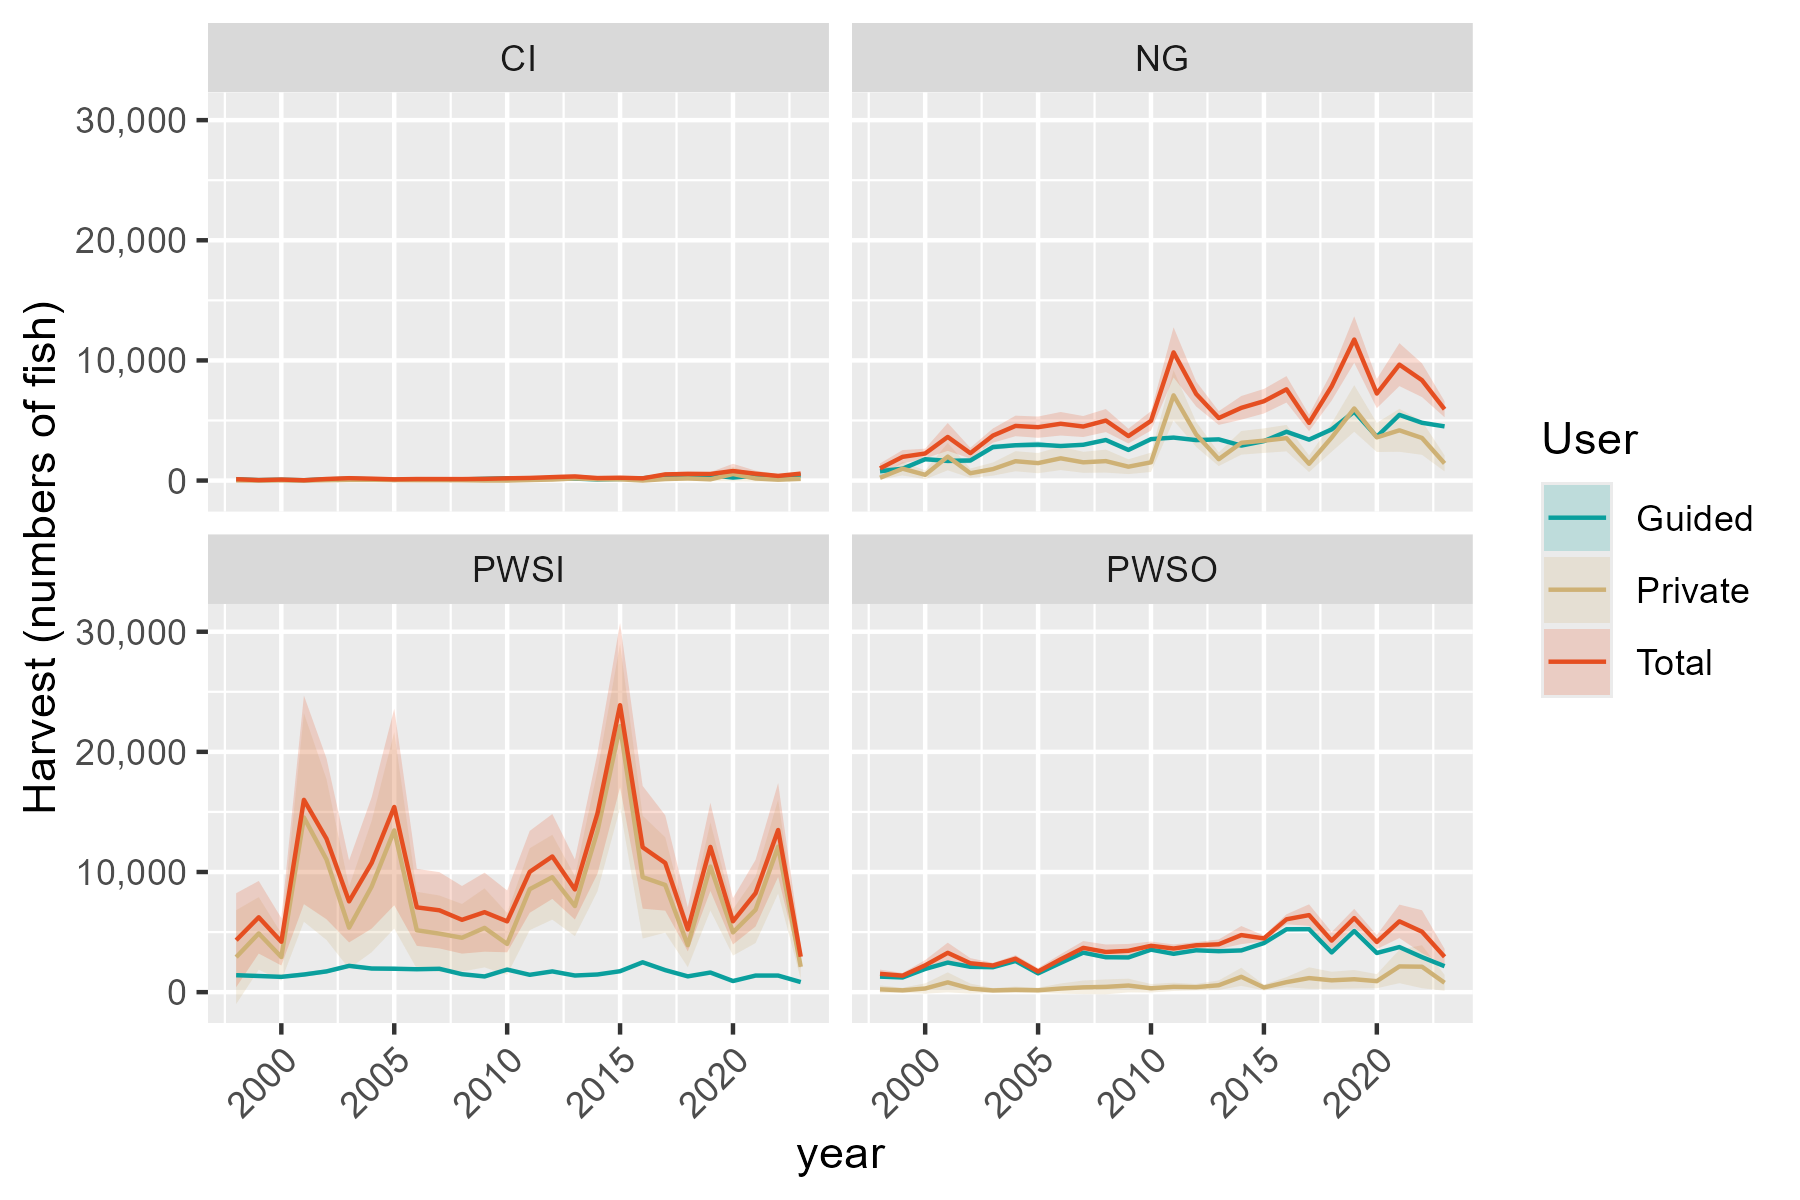 CI
NG
30,000
20,000
10,000
0
PWSI
PWSO
30,000
20,000
10,000
0
2000
2005
2010
2015
2020
2000
2005
2010
2015
2020
year
Harvest (numbers of fish)
User
Guided
Private
Total